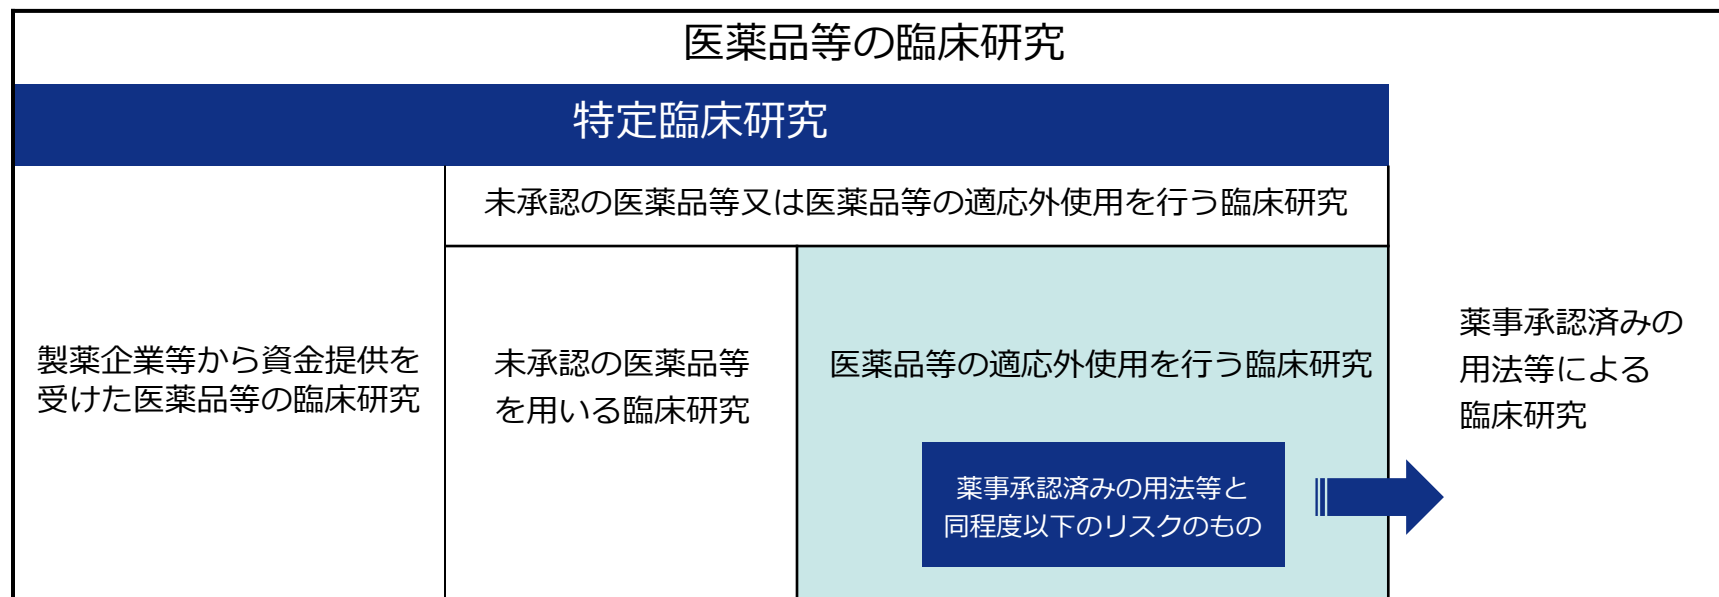 医薬品等の臨床研究
特定臨床研究
未承認の医薬品等又は医薬品等の適応外使用を行う臨床研究
製薬企業等から資金提供を
受けた医薬品等の臨床研究
未承認の医薬品等
を用いる臨床研究
医薬品等の適応外使用を行う臨床研究
薬事承認済みの用法等と
同程度以下のリスクのもの
薬事承認済みの
用法等による
臨床研究